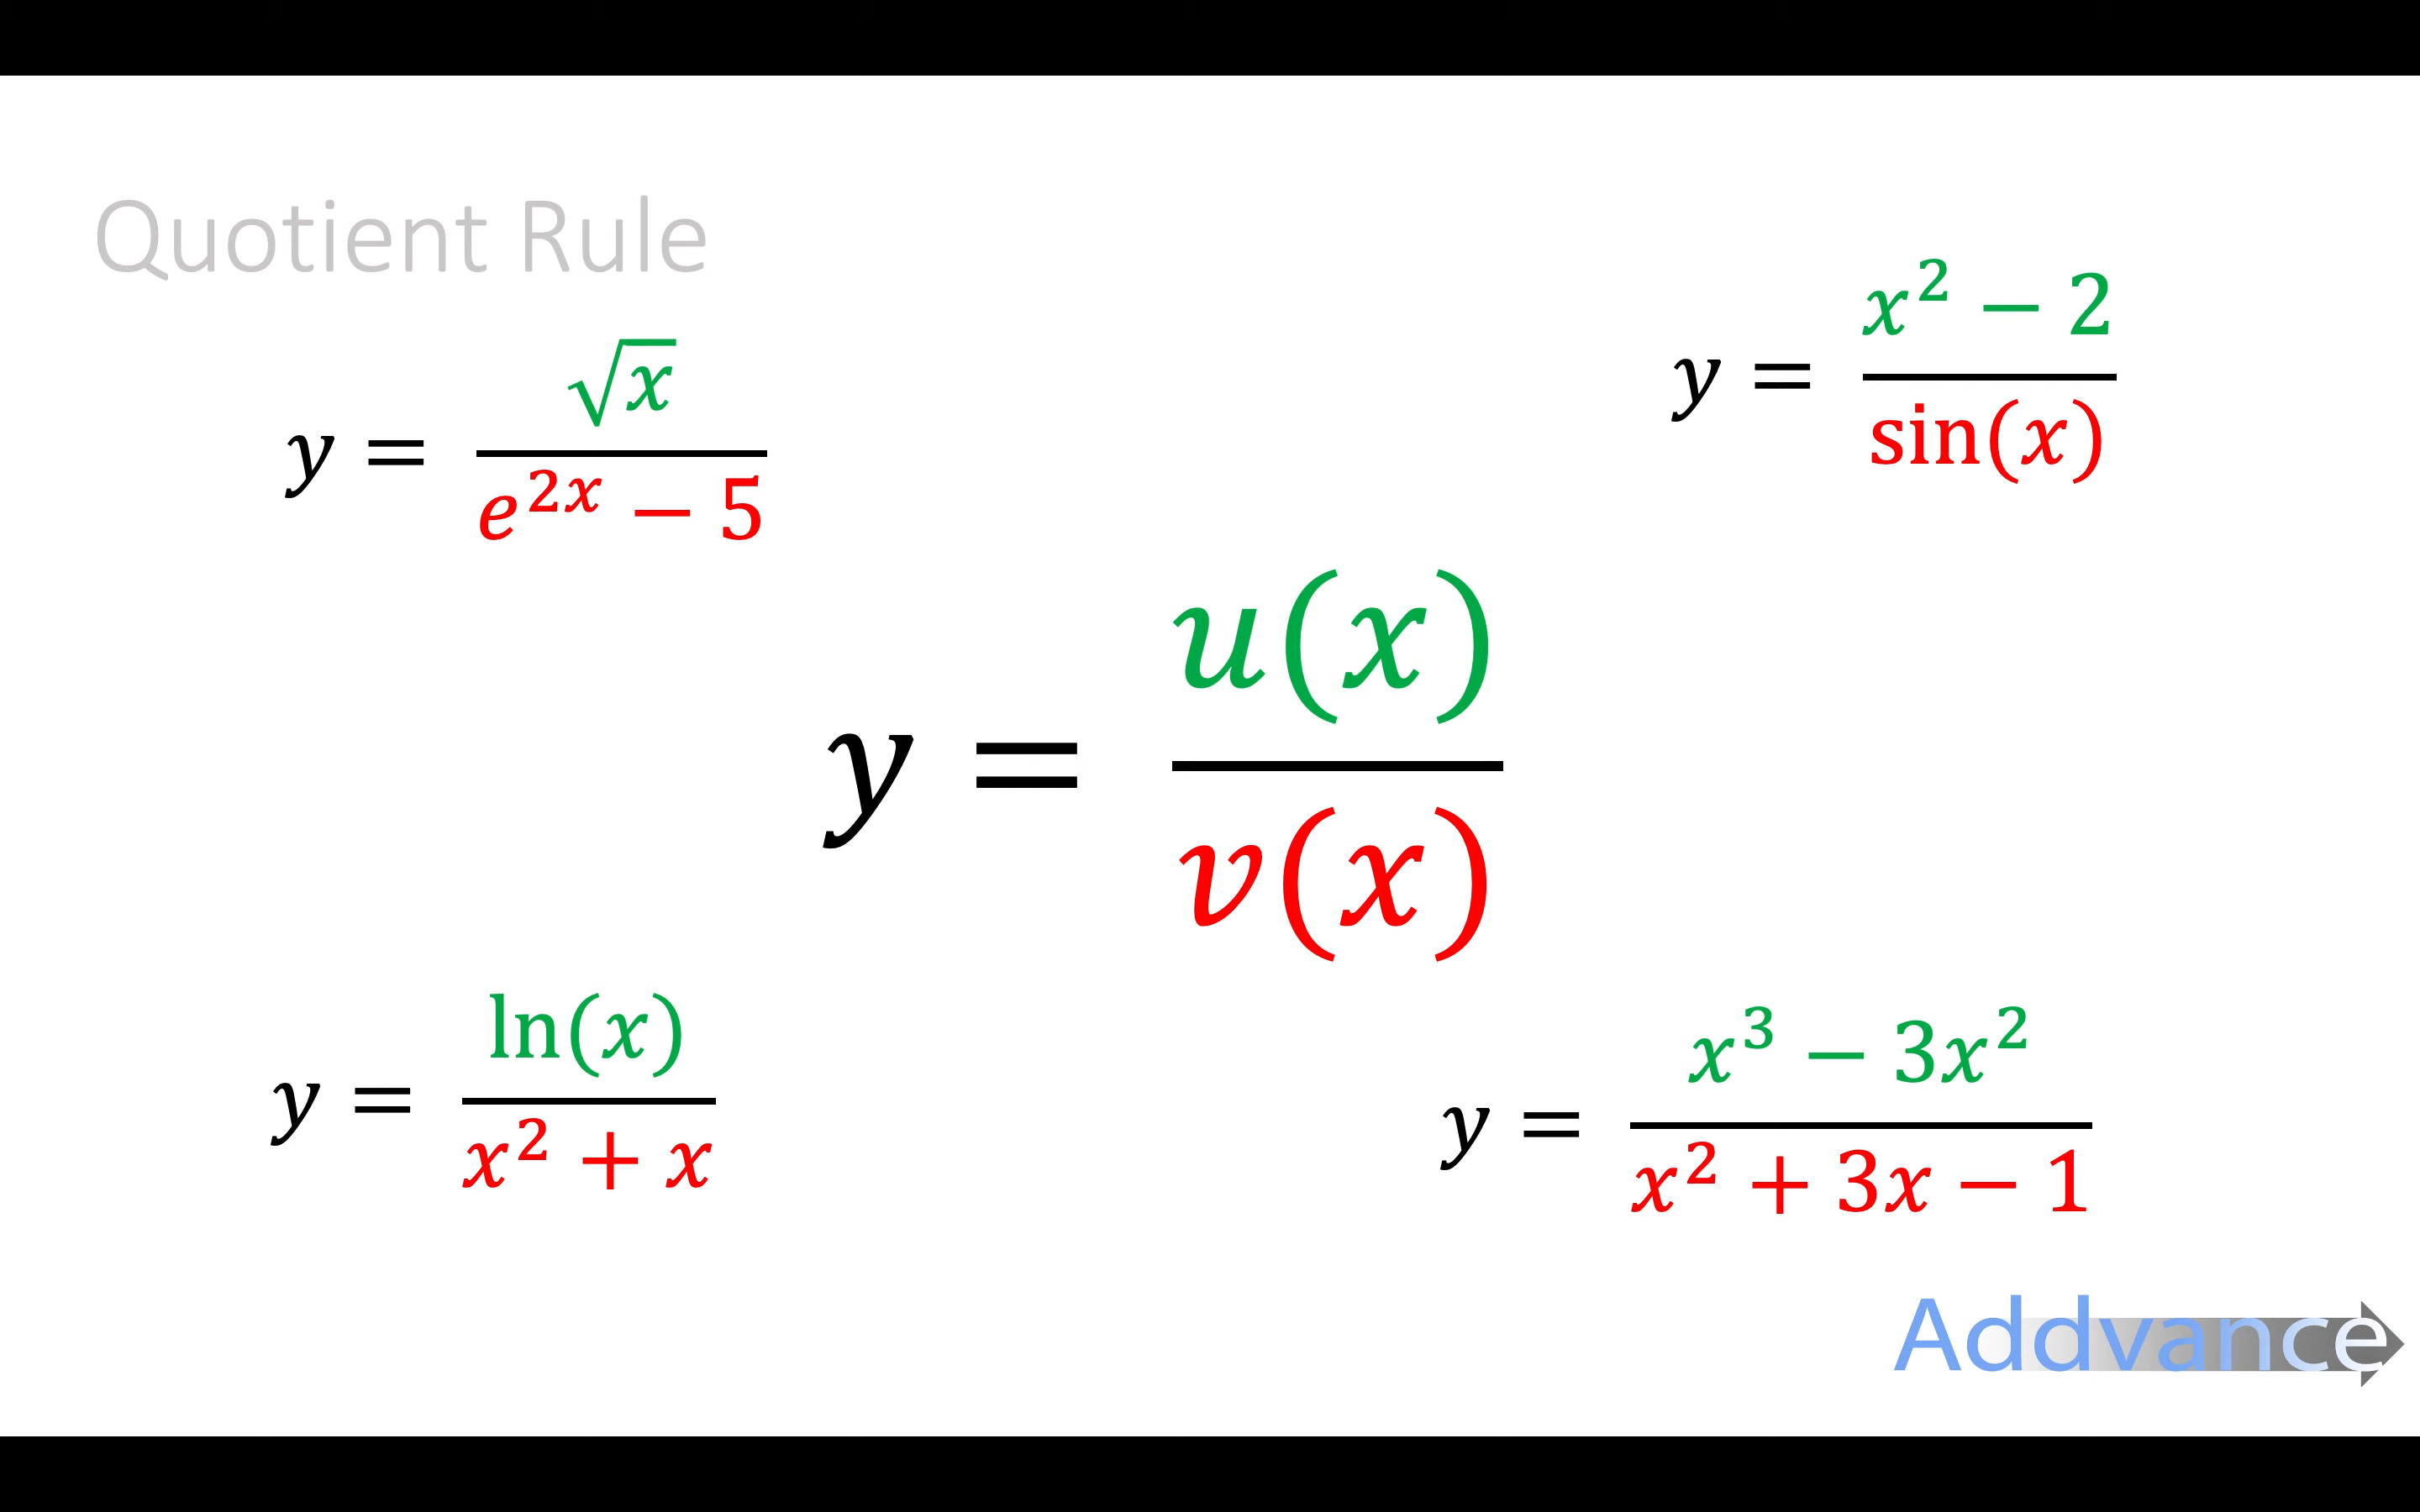 Quotient Rule
y = √x / (e^{2x} − 5)
y = (x² − 2) / sin(x)
y = u(x) / v(x)
y = ln(x) / (x² + x)
y = (x³ − 3x²) / (x² + 3x − 1)
Addvance